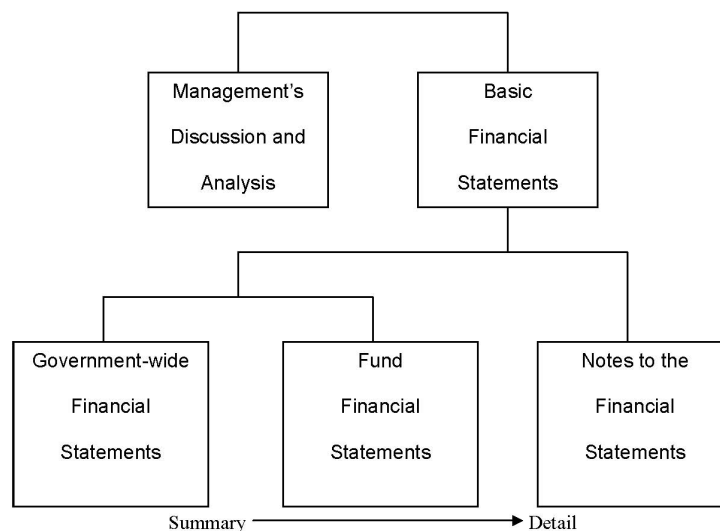 Management’s
Discussion and
Analysis
Basic
Financial
Statements
Government-wide
Financial
Statements
Fund
Financial
Statements
Notes to the
Financial
Statements
Summary
Detail